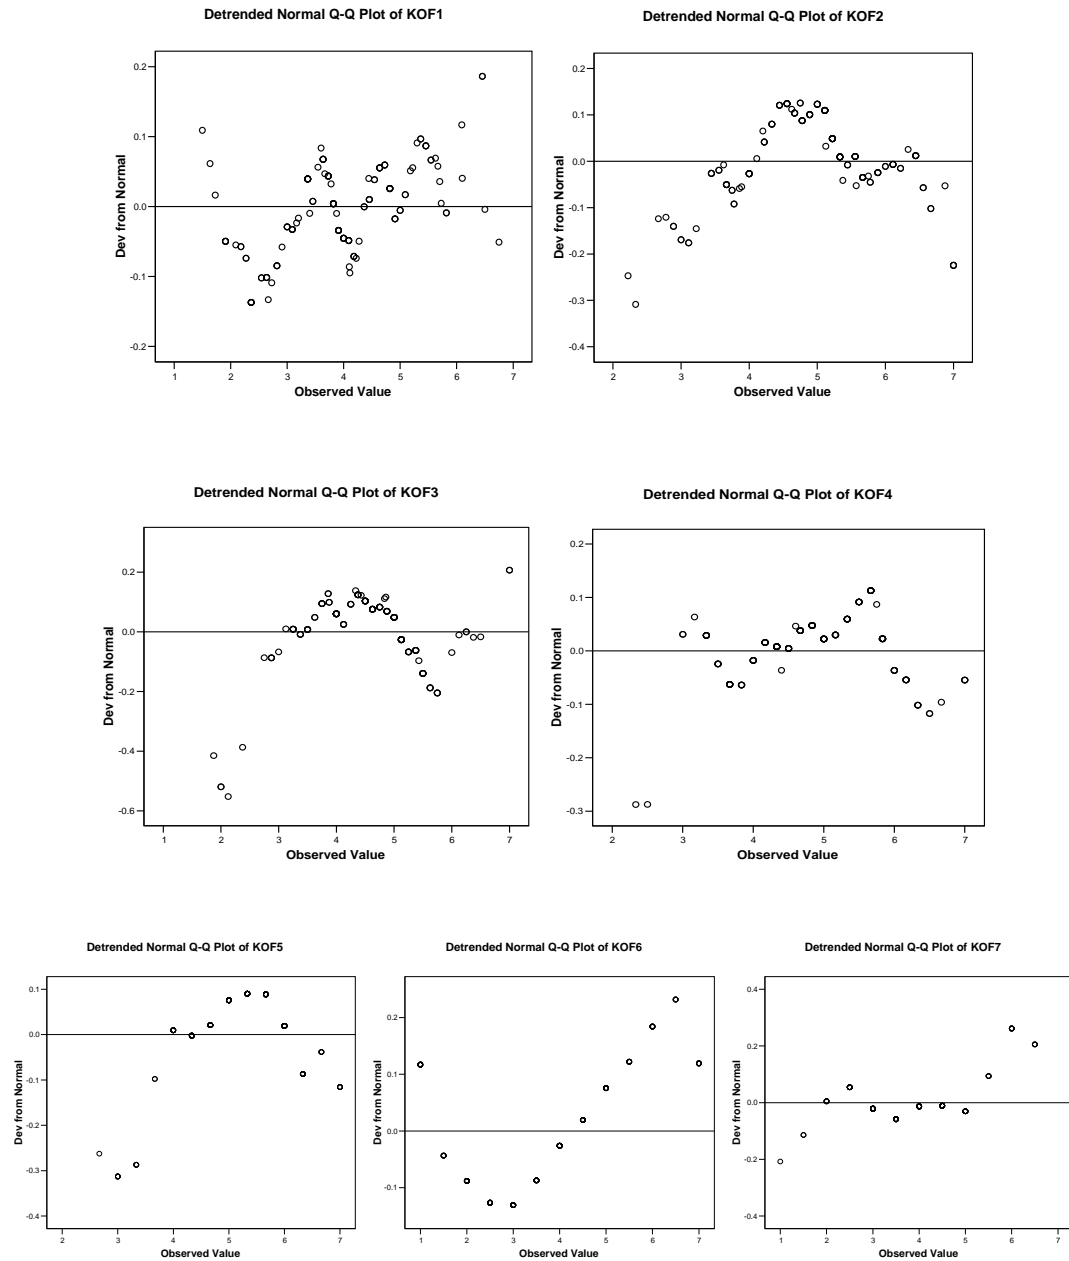 Detrended Normal Q-Q Plot of KOF1
Dev from Normal
0.2
0.1
0.0
-0.1
-0.2
1 2 3 4 5 6 7
Observed Value
Detrended Normal Q-Q Plot of KOF2
Dev from Normal
0.2
0.1
0.0
-0.1
-0.2
-0.3
-0.4
2 3 4 5 6 7
Observed Value
Detrended Normal Q-Q Plot of KOF3
Dev from Normal
0.2
0.0
-0.2
-0.4
-0.6
1 2 3 4 5 6 7
Observed Value
Detrended Normal Q-Q Plot of KOF4
Dev from Normal
0.2
0.1
0.0
-0.1
-0.2
-0.3
2 3 4 5 6 7
Observed Value
Detrended Normal Q-Q Plot of KOF5
Dev from Normal
0.1
0.0
-0.1
-0.2
-0.3
-0.4
2 3 4 5 6 7
Observed Value
Detrended Normal Q-Q Plot of KOF6
Dev from Normal
0.2
0.1
0.0
-0.1
1 2 3 4 5 6 7
Observed Value
Detrended Normal Q-Q Plot of KOF7
Dev from Normal
0.4
0.2
0.0
-0.2
-0.4
1 2 3 4 5 6 7
Observed Value